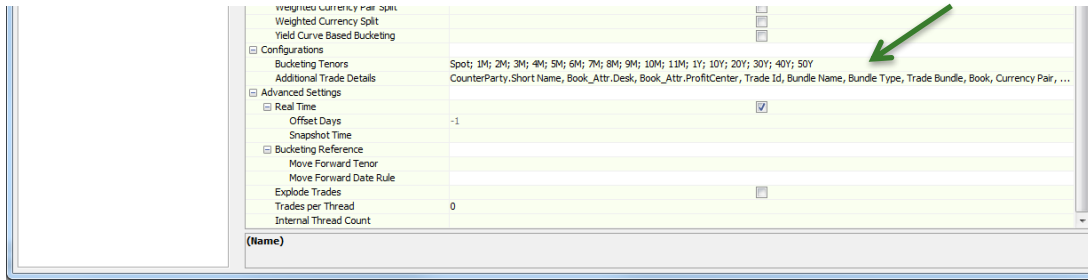 Weighted Currency Pair Split
Weighted Currency Split
Yield Curve Based Bucketing
Configurations
Bucketing Tenors Spot; 1M; 2M; 3M; 4M; 5M; 6M; 7M; 8M; 9M; 10M; 11M; 1Y; 10Y; 20Y; 30Y; 40Y; 50Y
Additional Trade Details CounterParty.Short Name, Book_Attr.Desk, Book_Attr.ProfitCenter, Trade Id, Bundle Name, Bundle Type, Trade Bundle, Book, Currency Pair, ...
Advanced Settings
Real Time
Offset Days -1
Snapshot Time
Bucketing Reference
Move Forward Tenor
Move Forward Date Rule
Explode Trades
Trades per Thread 0
Internal Thread Count
(Name)